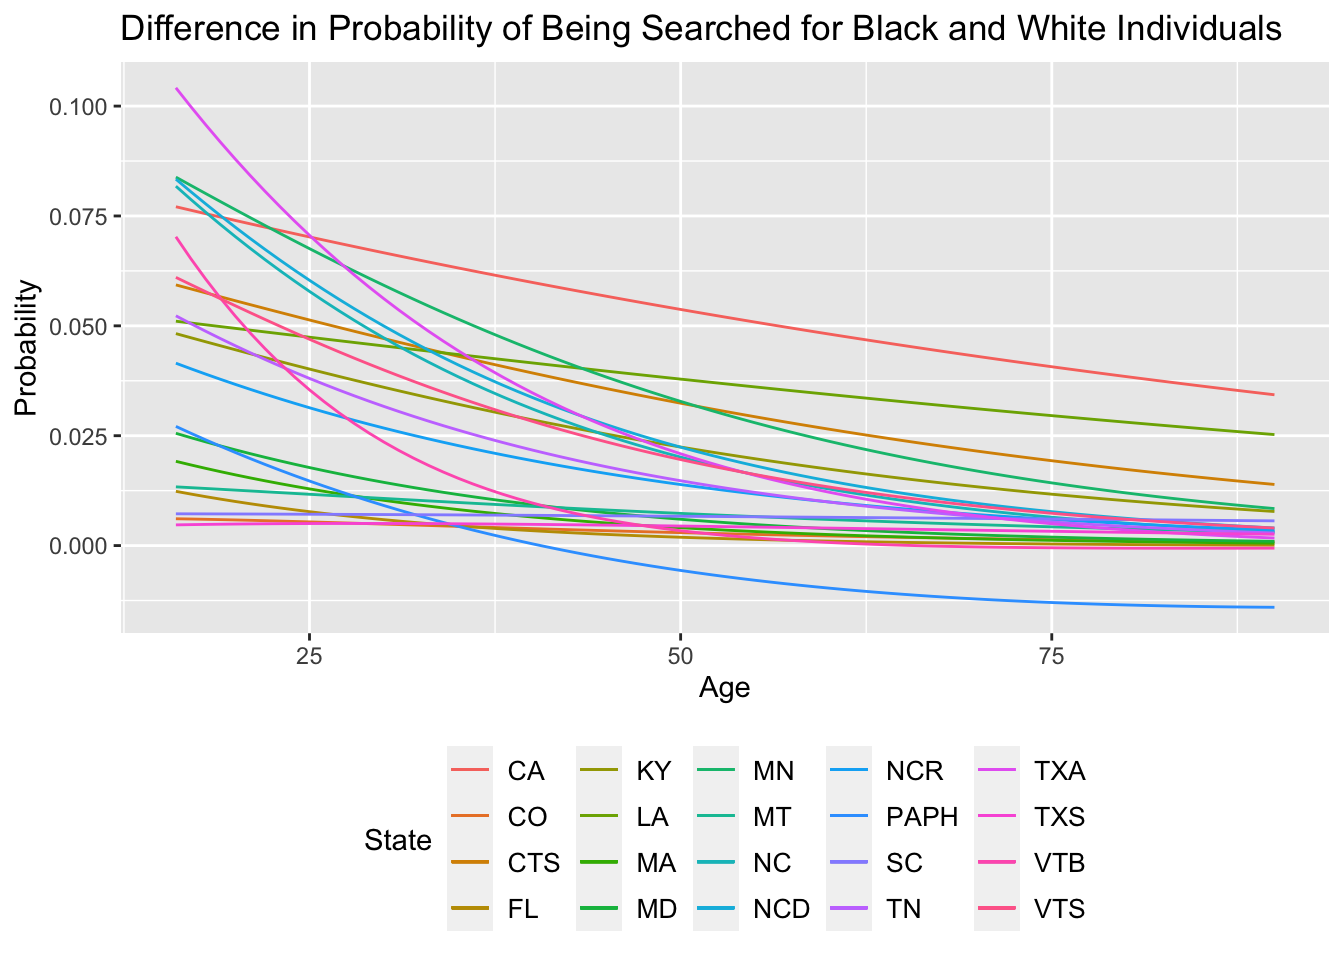 Difference in Probability of Being Searched for Black and White Individuals
Probability
0.100
0.075
0.050
0.025
0.000
25 50 75
Age
State
CA KY MN NCR TXA
CO LA MT PAPH TXS
CTS MA NC SC VTB
FL MD NCD TN VTS